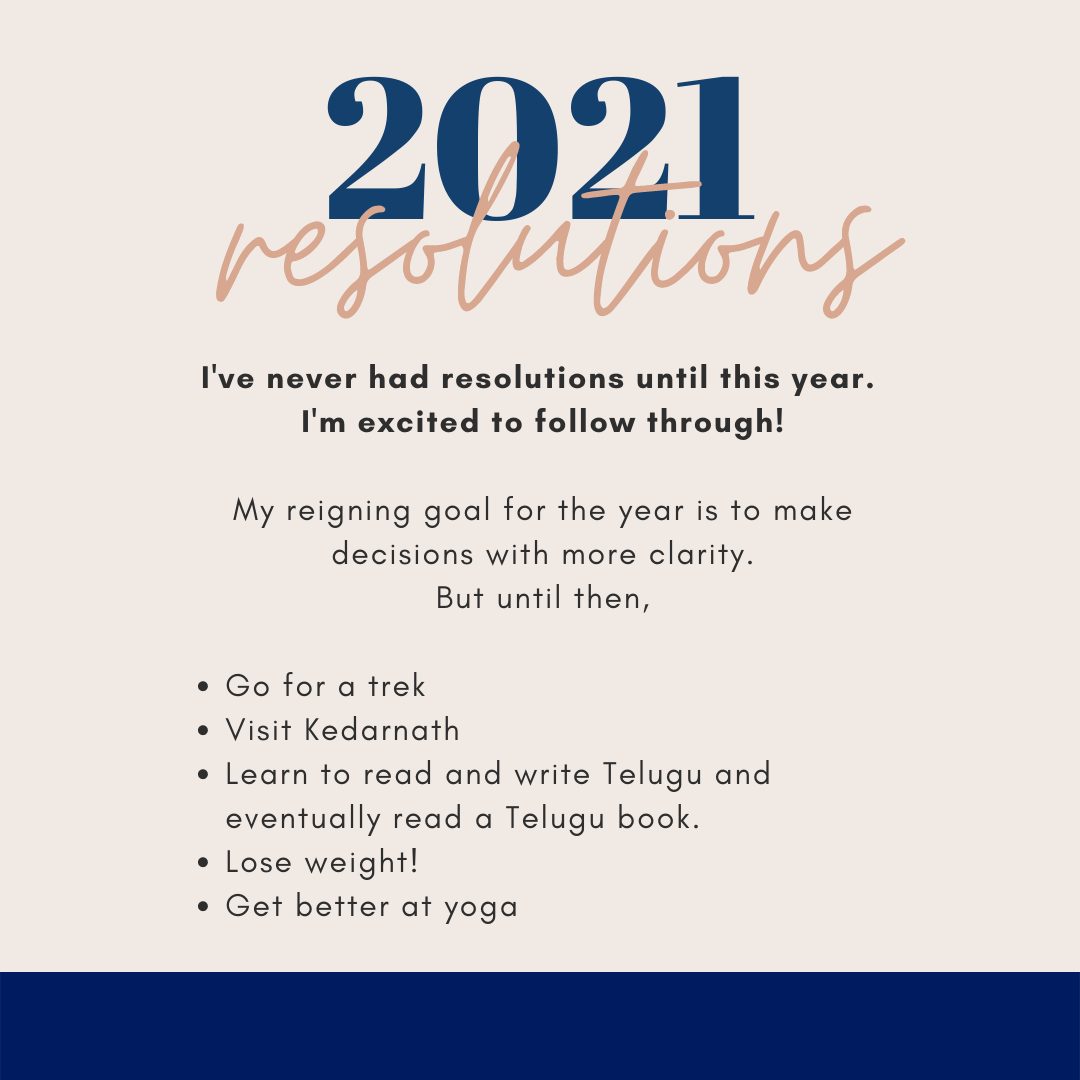 2021
resolutions
I've never had resolutions until this year.
I'm excited to follow through!
My reigning goal for the year is to make
decisions with more clarity.
But until then,
• Go for a trek
• Visit Kedarnath
• Learn to read and write Telugu and
eventually read a Telugu book.
• Lose weight!
• Get better at yoga